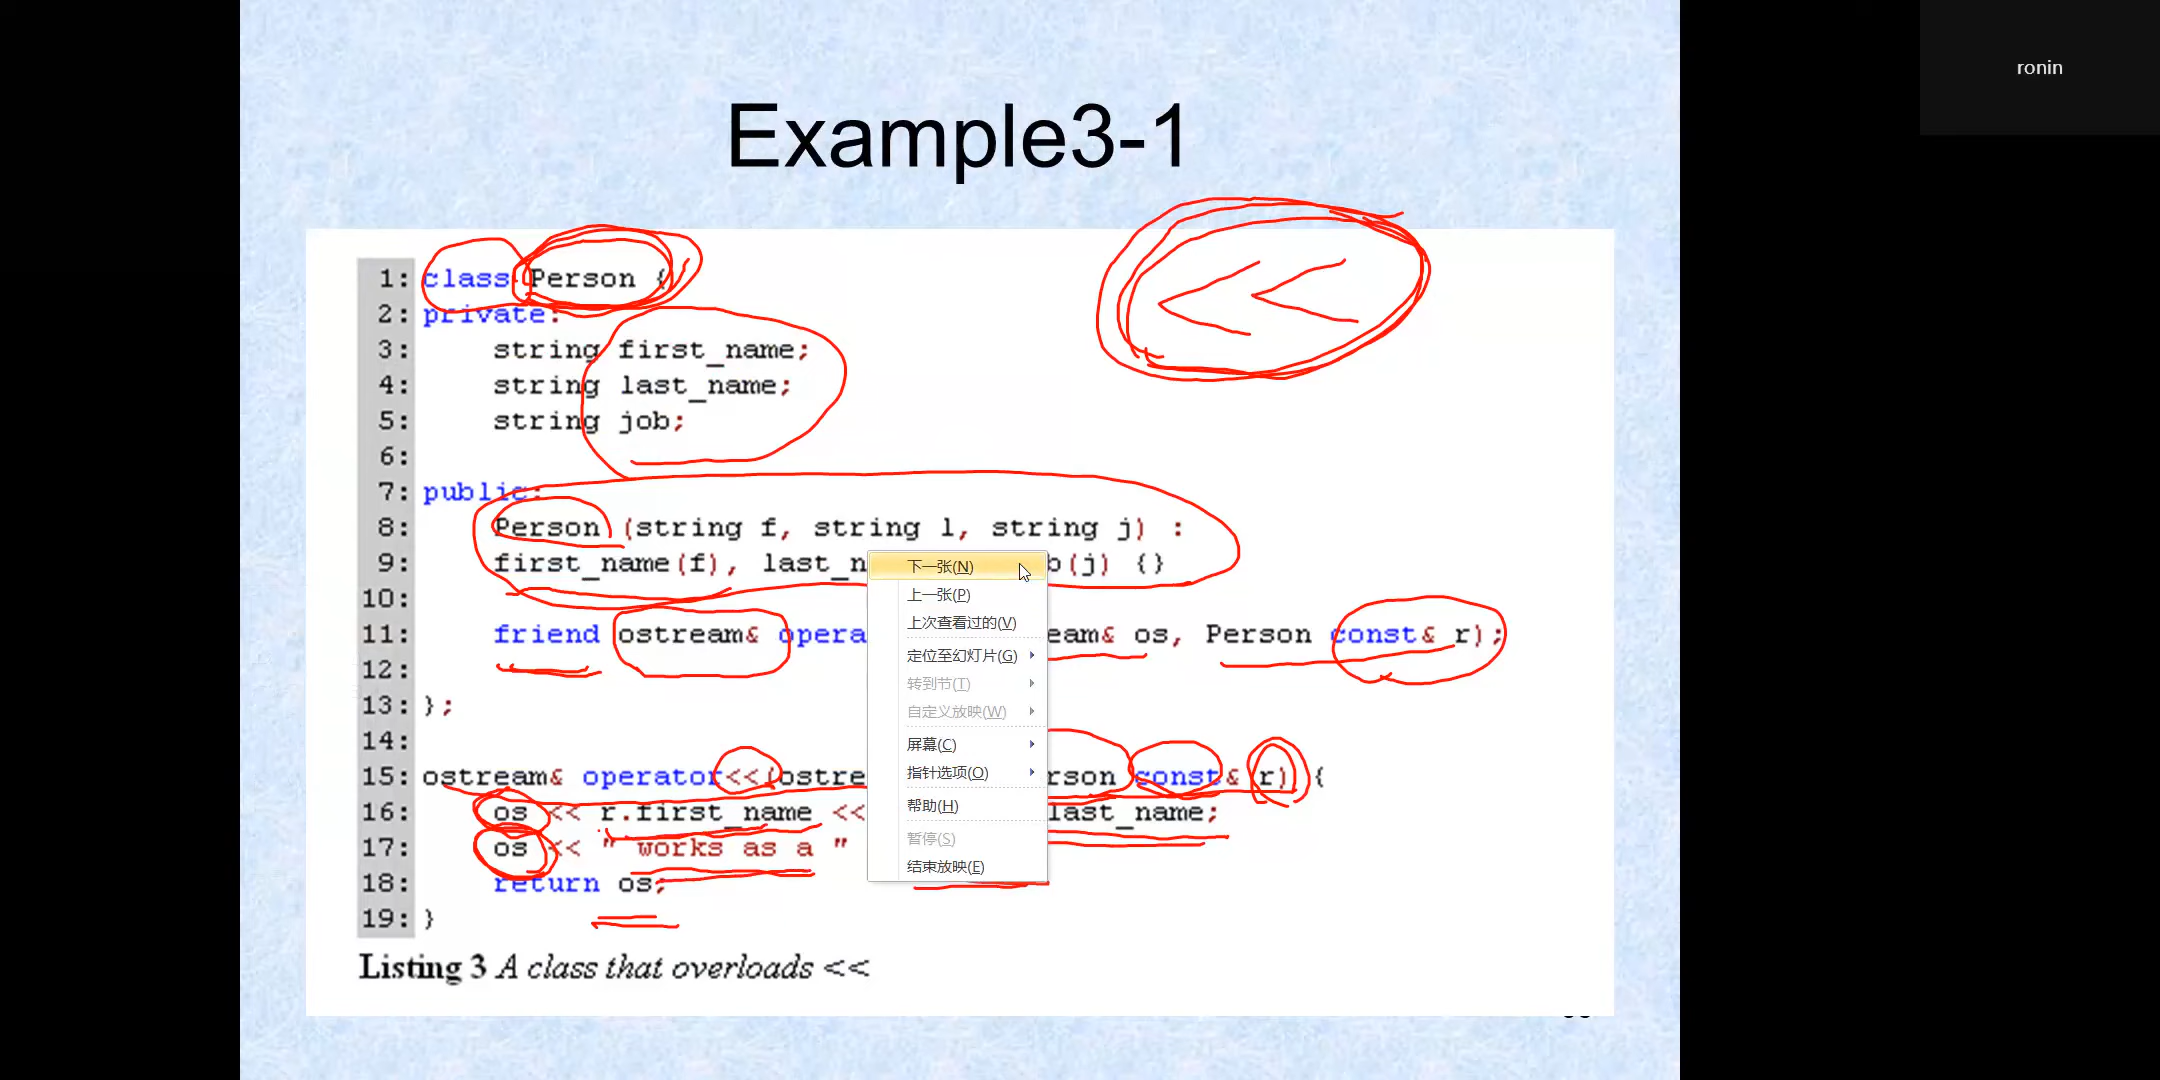 Example3-1
ronin
1: class Person {
2: private:
3: string first_name;
4: string last_name;
5: string job;
6:
7: public:
8: Person (string f, string l, string j) :
9: first_name(f), last_n b(j) {}
10:
11: friend ostream& opera eam& os, Person const& r);
12:
13: };
14:
15: ostream& operator<<(ostre rson const& r) {
16: os << r.first_name << last_name;
17: os << " works as a "
18: return os;
19: }
Listing 3 A class that overloads <<
<<
下一张(N)
上一张(P)
上次查看过的(V)
定位至幻灯片(G)
转到节(T)
自定义放映(W)
屏幕(C)
指针选项(O)
帮助(H)
暂停(S)
结束放映(E)